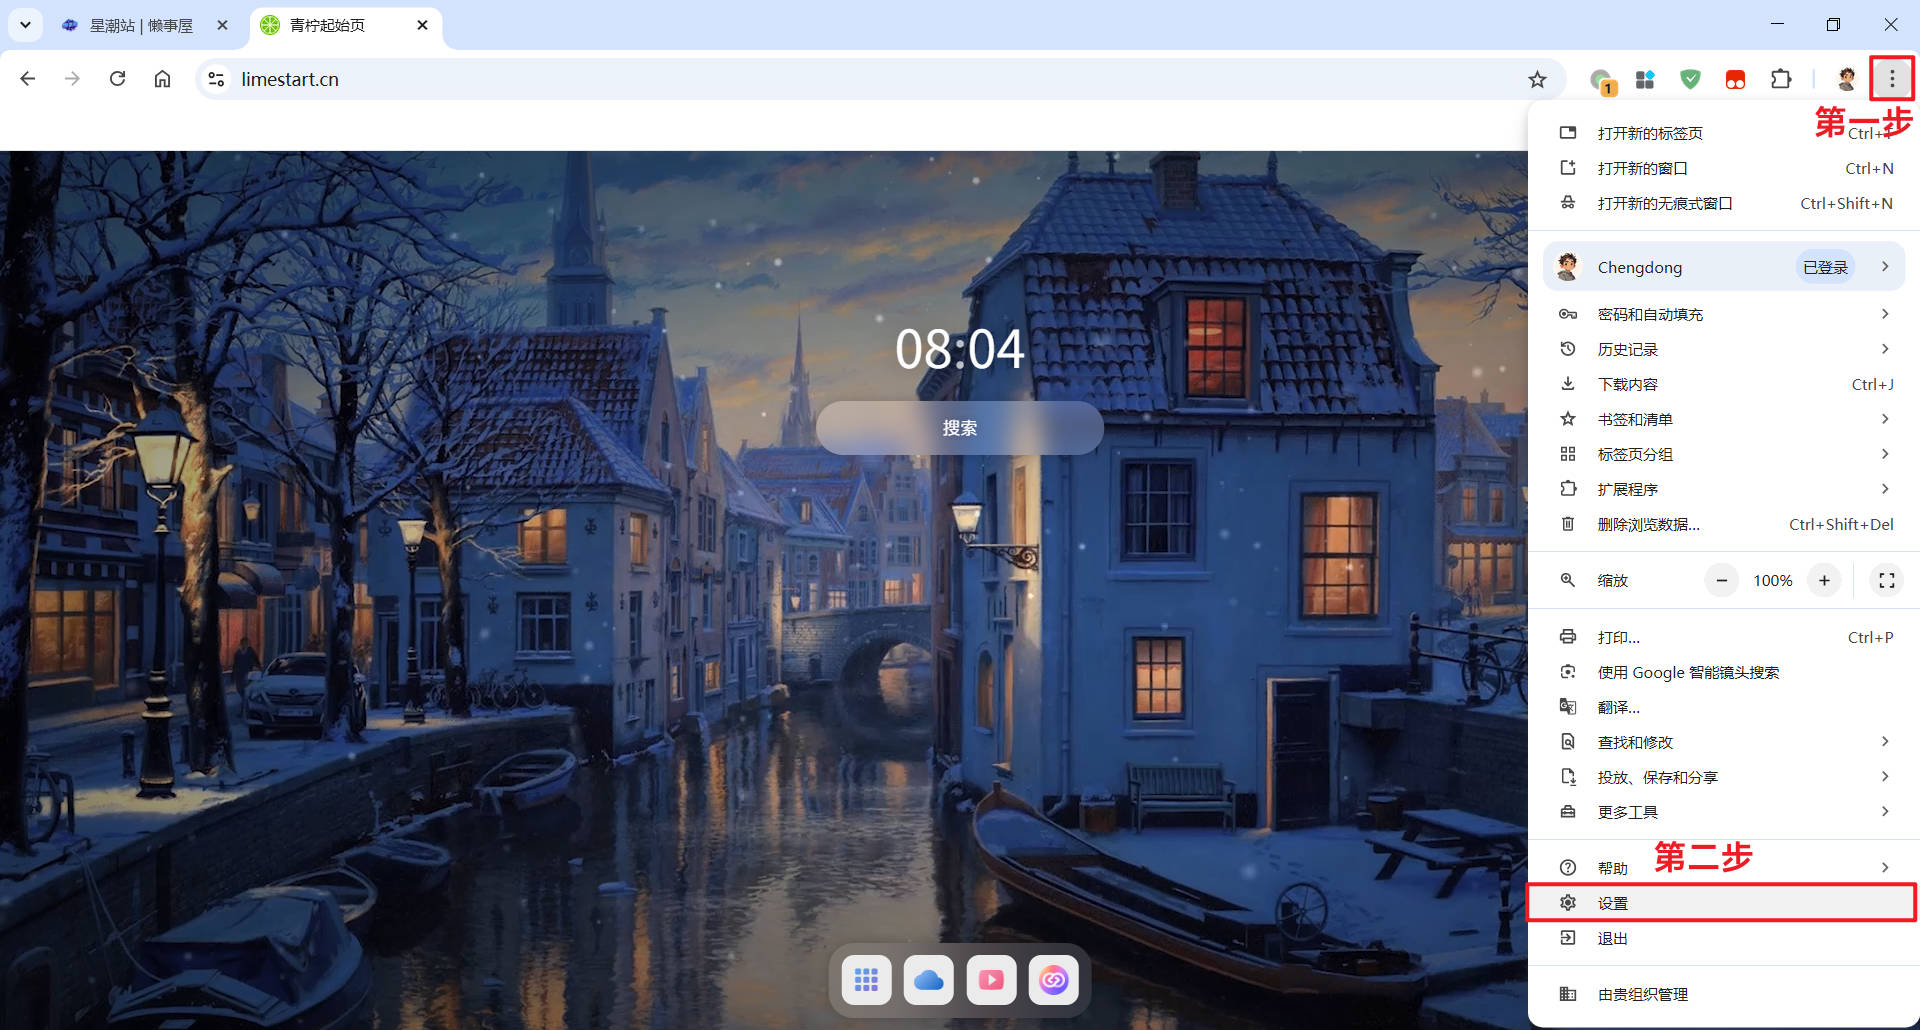 星潮站 | 懒事屋
青柠起始页
limestart.cn
1
第一步
打开新的标签页 Ctrl+T
打开新的窗口 Ctrl+N
打开新的无痕式窗口 Ctrl+Shift+N
Chengdong 已登录
密码和自动填充
历史记录
下载内容 Ctrl+J
书签和清单
标签页分组
扩展程序
删除浏览数据... Ctrl+Shift+Del
缩放 − 100% +
打印... Ctrl+P
使用 Google 智能镜头搜索
翻译...
查找和修改
投放、保存和分享
更多工具
第二步
帮助
设置
退出
由贵组织管理
08:04
搜索